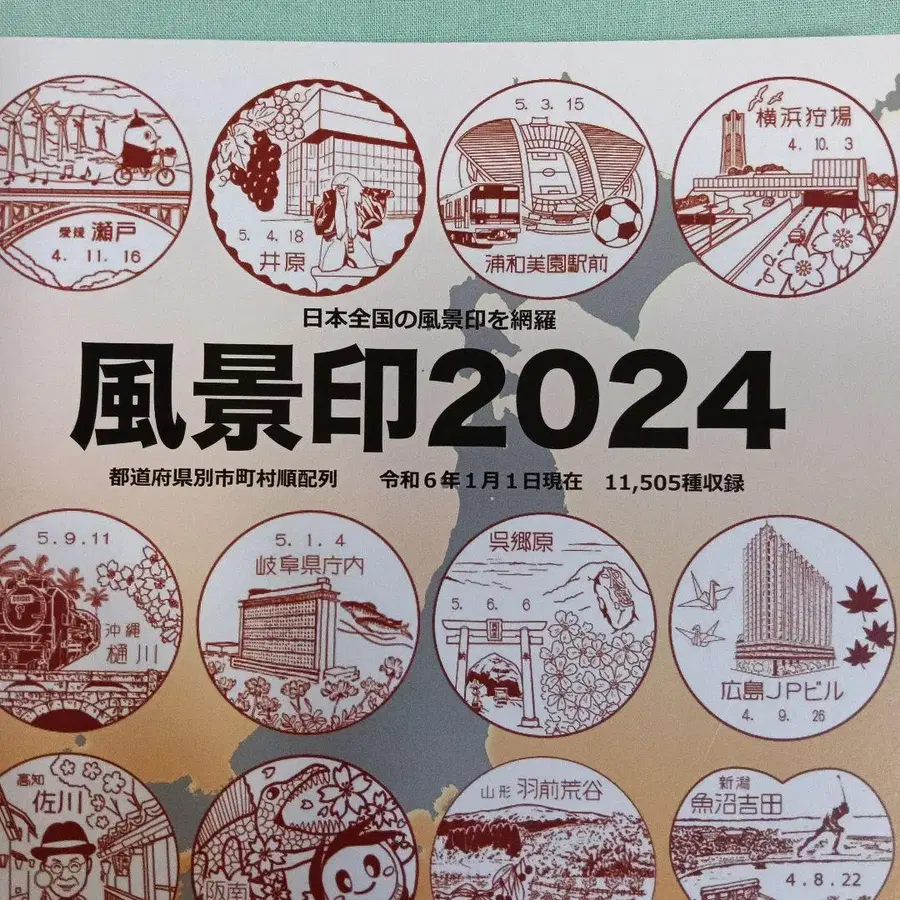 愛媛 瀬戸
4. 11. 16
5. 4. 18
井原
5. 3. 15
浦和美園駅前
横浜狩場
4. 10. 3
日本全国の風景印を網羅
風景印2024
都道府県別市町村順配列 令和6年1月1日現在 11,505種収録
5. 9. 11
沖縄
樋川
5. 1. 4
岐阜県庁内
呉郷原
5. 6. 6
広島JPビル
4. 9. 26
高知
佐川
阪南
山形 羽前荒谷
新潟
魚沼吉田
4. 8. 22